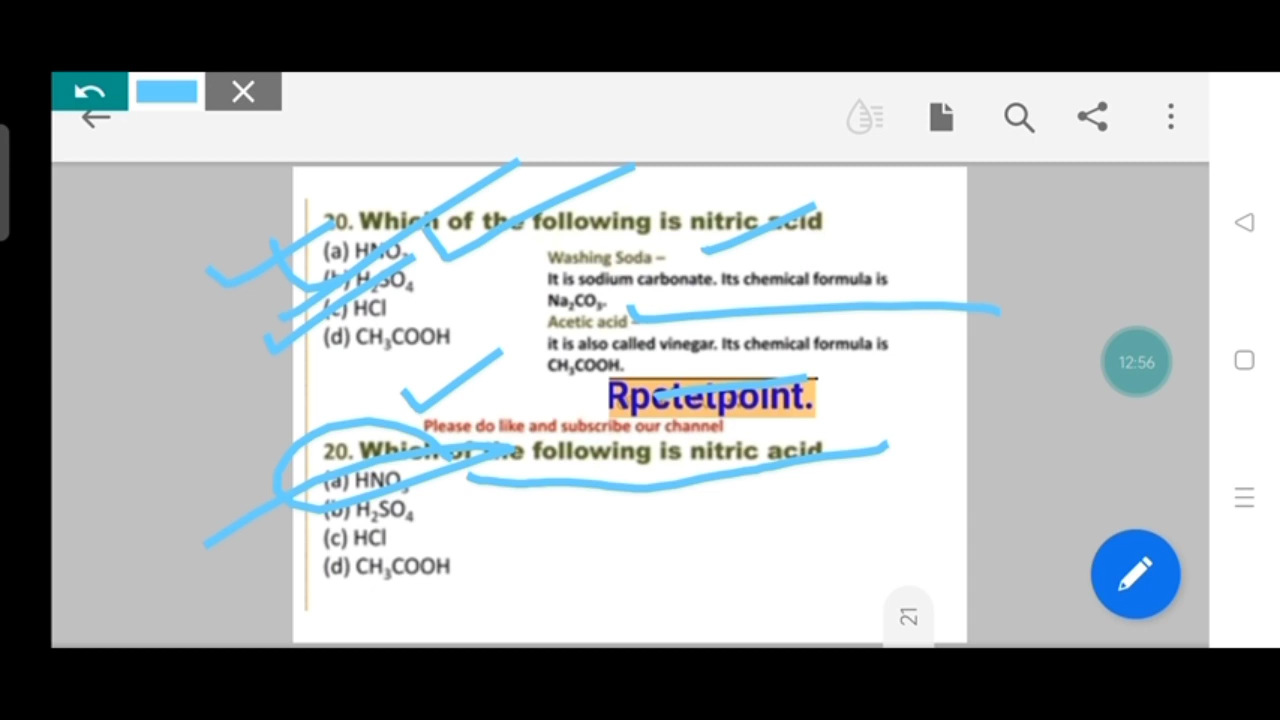 20. Which of the following is nitric acid
(a) HNO₃
(b) H₂SO₄
(c) HCl
(d) CH₃COOH
Washing Soda –
It is sodium carbonate. Its chemical formula is
Na₂CO₃.
Acetic acid –
it is also called vinegar. Its chemical formula is
CH₃COOH.
Rpctetpoint.
Please do like and subscribe our channel
20. Which of the following is nitric acid
(a) HNO₃
(b) H₂SO₄
(c) HCl
(d) CH₃COOH
12:56
21